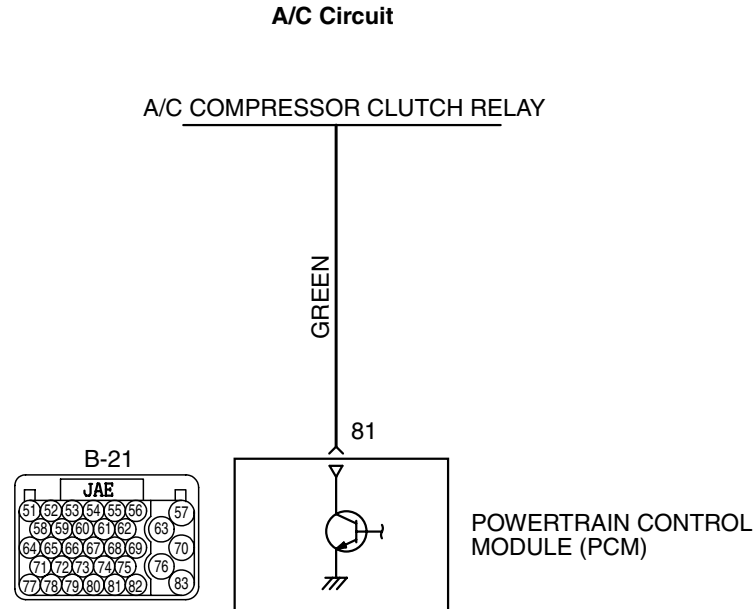 A/C Circuit
A/C COMPRESSOR CLUTCH RELAY
GREEN
81
B-21
JAE
51 52 53 54 55 56 57
58 59 60 61 62 63
64 65 66 67 68 69 70
71 72 73 74 75 76
77 78 79 80 81 82 83
POWERTRAIN CONTROL
MODULE (PCM)